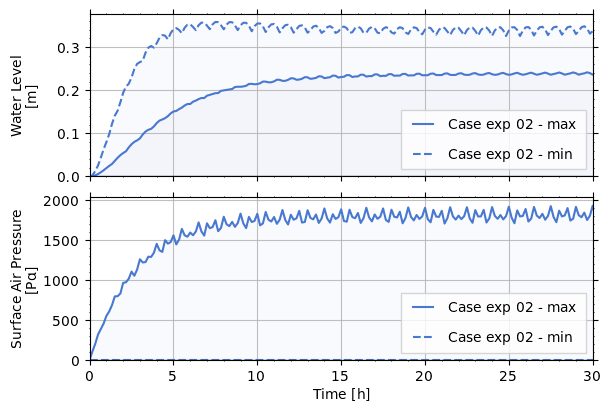 Water Level
[m]
0.3
0.2
0.1
0.0
Case exp 02 - max
Case exp 02 - min
Surface Air Pressure
[Pa]
2000
1500
1000
500
0
Case exp 02 - max
Case exp 02 - min
0 5 10 15 20 25 30
Time [h]